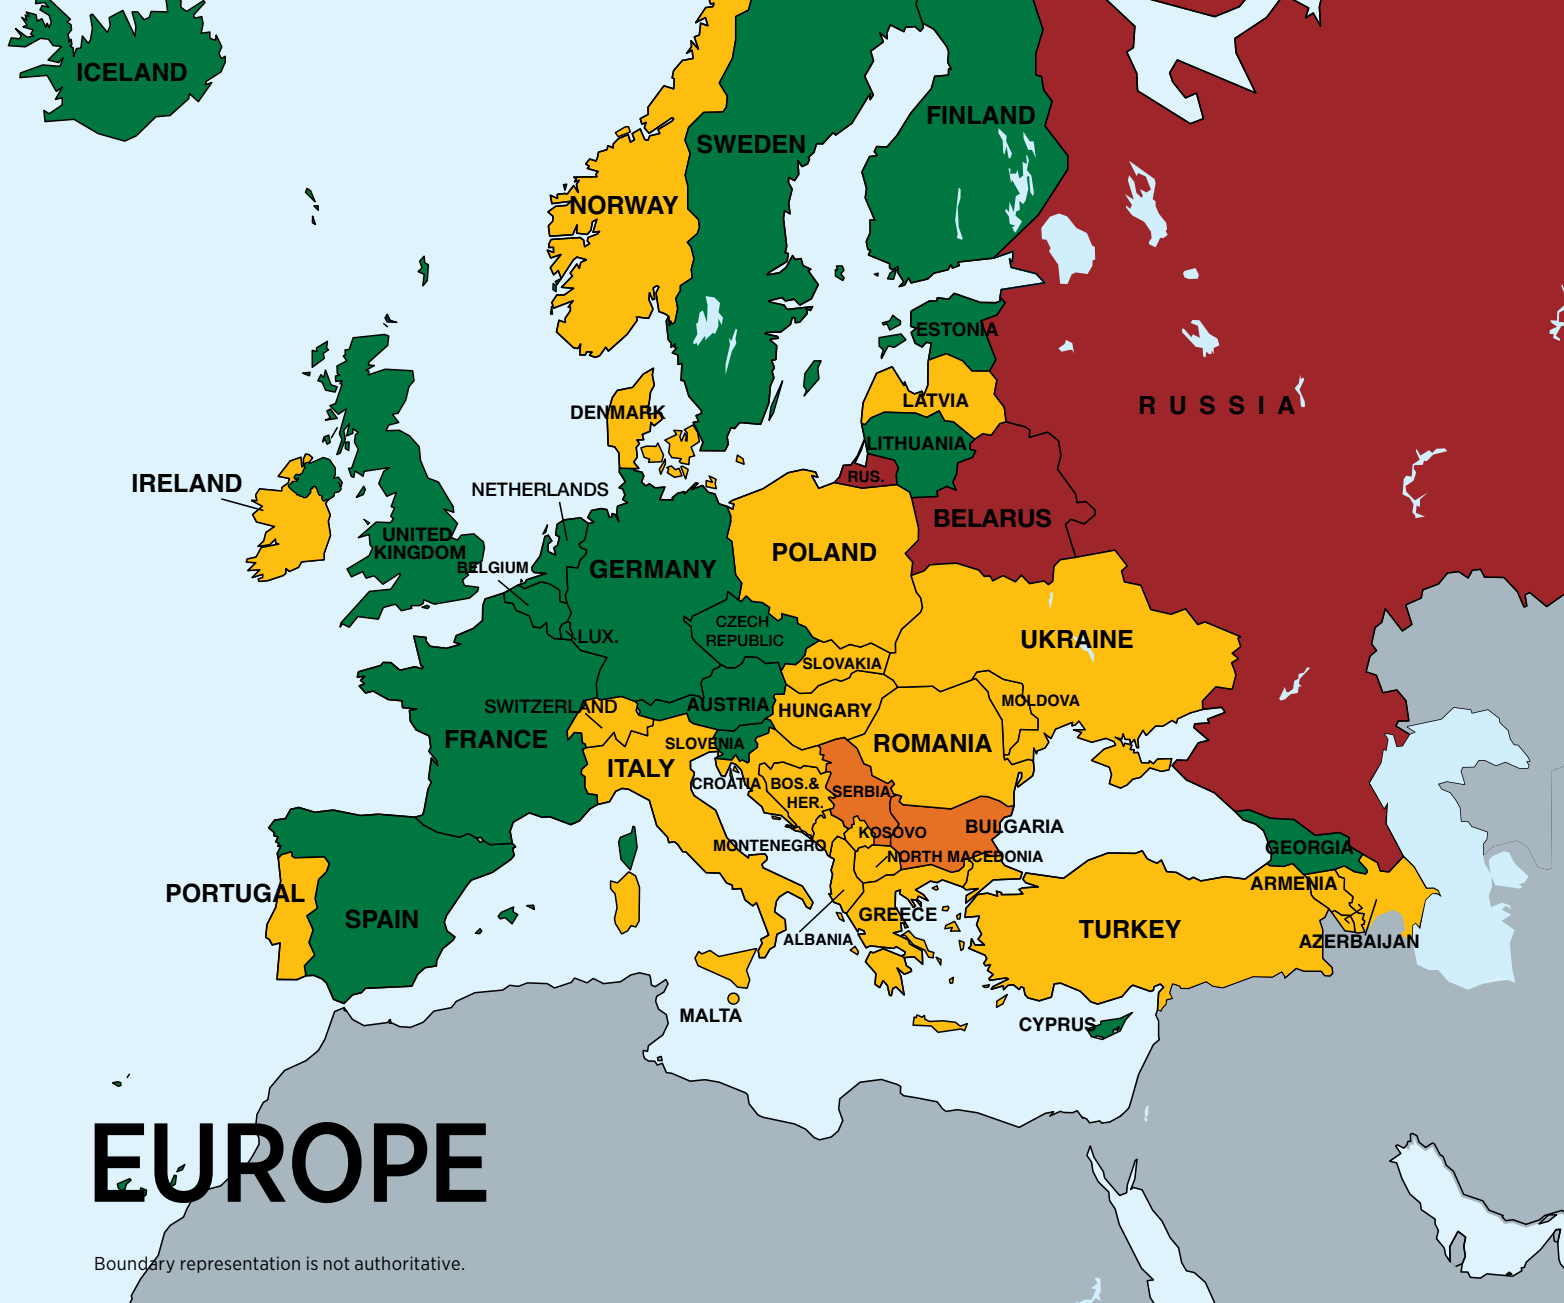 ICELAND
FINLAND
SWEDEN
NORWAY
ESTONIA
RUSSIA
LATVIA
DENMARK
LITHUANIA
RUS.
IRELAND
NETHERLANDS
BELARUS
UNITED
KINGDOM
POLAND
BELGIUM
GERMANY
CZECH
REPUBLIC
LUX.
UKRAINE
SLOVAKIA
MOLDOVA
SWITZERLAND
AUSTRIA
HUNGARY
FRANCE
SLOVENIA
ROMANIA
ITALY
CROATIA
BOS.&
HER.
SERBIA
BULGARIA
KOSOVO
MONTENEGRO
NORTH MACEDONIA
GEORGIA
ARMENIA
PORTUGAL
SPAIN
GREECE
TURKEY
ALBANIA
AZERBAIJAN
MALTA
CYPRUS
EUROPE
Boundary representation is not authoritative.